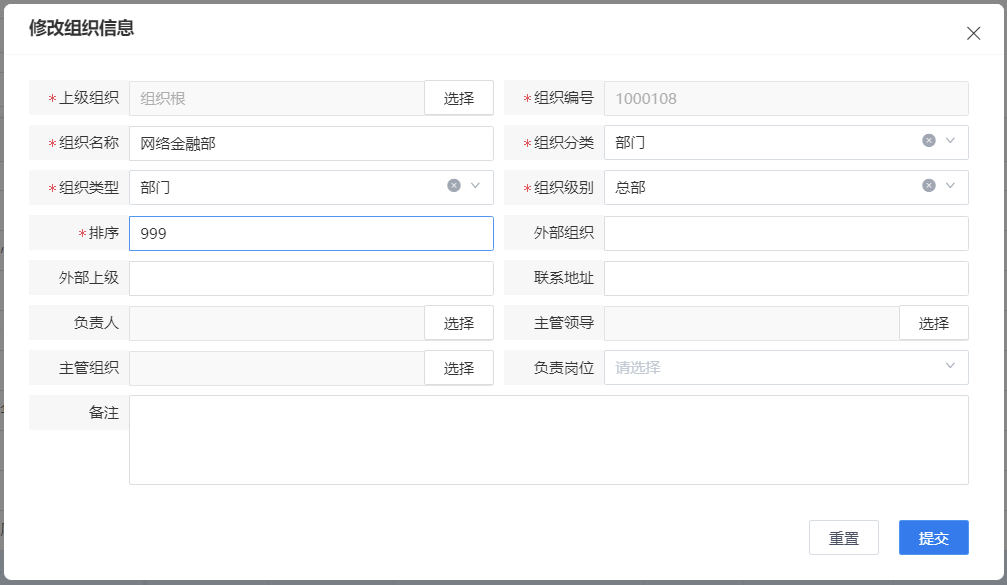 修改组织信息
*上级组织 组织根 选择 *组织编号 1000108
*组织名称 网络金融部 *组织分类 部门
*组织类型 部门 *组织级别 总部
*排序 999 外部组织
外部上级 联系地址
负责人 选择 主管领导 选择
主管组织 选择 负责岗位 请选择
备注
重置 提交